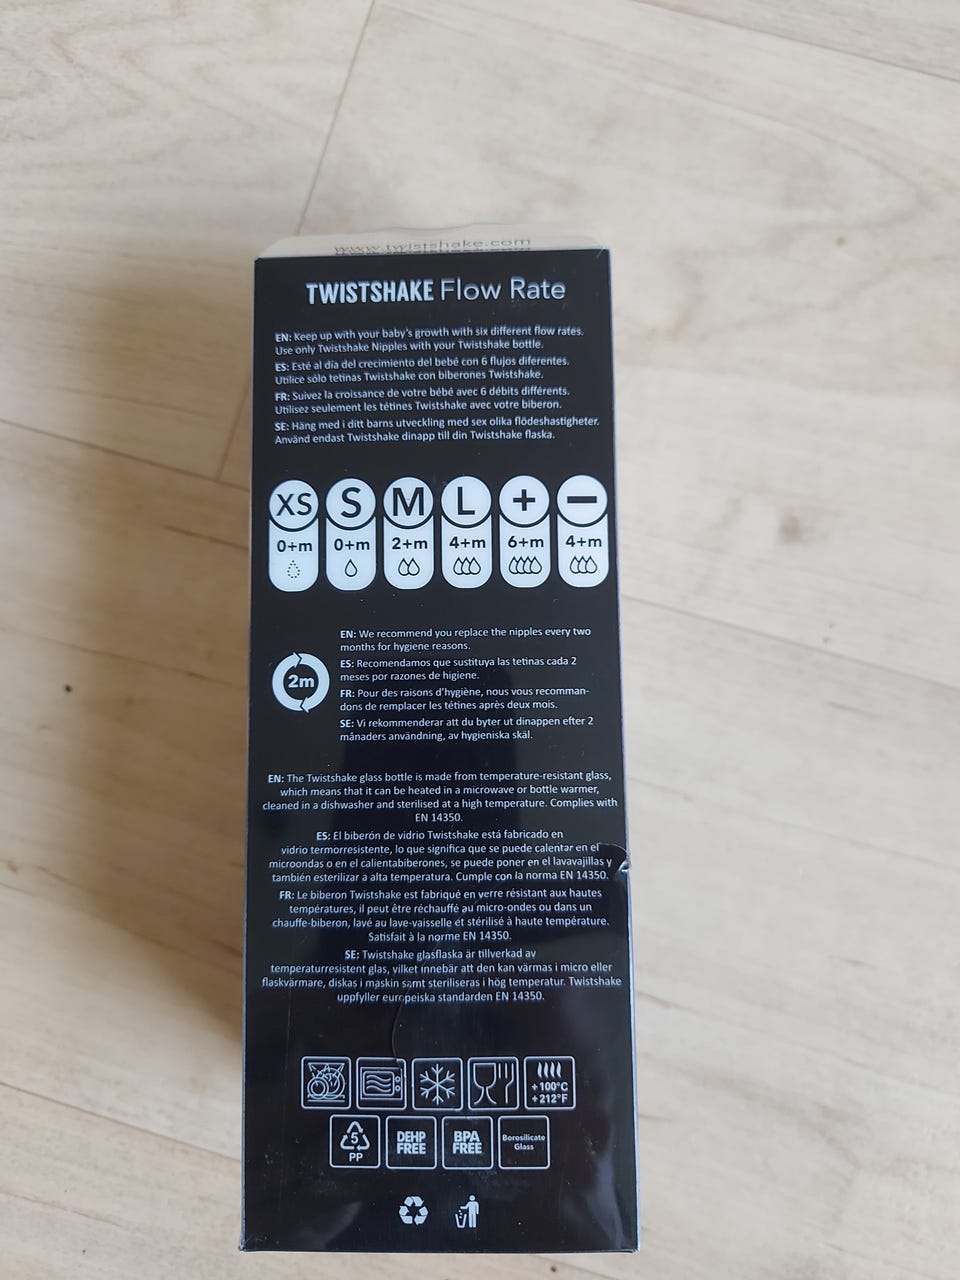 www.twistshake.com
TWISTSHAKE Flow Rate
EN: Keep up with your baby's growth with six different flow rates.
Use only Twistshake Nipples with your Twistshake bottle.
ES: Esté al día del crecimiento del bebé con 6 flujos diferentes.
Utilice sólo tetinas Twistshake con biberones Twistshake.
FR: Suivez la croissance de votre bébé avec 6 débits différents.
Utilisez seulement les tétines Twistshake avec votre biberon.
SE: Häng med i ditt barns utveckling med sex olika flödeshastigheter.
Använd endast Twistshake dinapp till din Twistshake flaska.
XS S M L + −
0+m 0+m 2+m 4+m 6+m 4+m
EN: We recommend you replace the nipples every two
months for hygiene reasons.
2m
ES: Recomendamos que sustituya las tetinas cada 2
meses por razones de higiene.
FR: Pour des raisons d'hygiène, nous vous recomman-
dons de remplacer les tétines après deux mois.
SE: Vi rekommenderar att du byter ut dinappen efter 2
månaders användning, av hygieniska skäl.
EN: The Twistshake glass bottle is made from temperature-resistant glass,
which means that it can be heated in a microwave or bottle warmer,
cleaned in a dishwasher and sterilised at a high temperature. Complies with
EN 14350.
ES: El biberón de vidrio Twistshake está fabricado en
vidrio termorresistente, lo que significa que se puede calentar en el
microondas o en el calientabiberones, se puede poner en el lavavajillas y
también esterilizar a alta temperatura. Cumple con la norma EN 14350.
FR: Le biberon Twistshake est fabriqué en verre résistant aux hautes
températures, il peut être réchauffé au micro-ondes ou dans un
chauffe-biberon, lavé au lave-vaisselle et stérilisé à haute température.
Satisfait à la norme EN 14350.
SE: Twistshake glasflaska är tillverkad av
temperaturresistent glas, vilket innebär att den kan värmas i micro eller
flaskvärmare, diskas i maskin samt steriliseras i hög temperatur. Twistshake
uppfyller europeiska standarden EN 14350.
+100°C
+212°F
5
PP
DEHP
FREE
BPA
FREE
Borosilicate
Glass